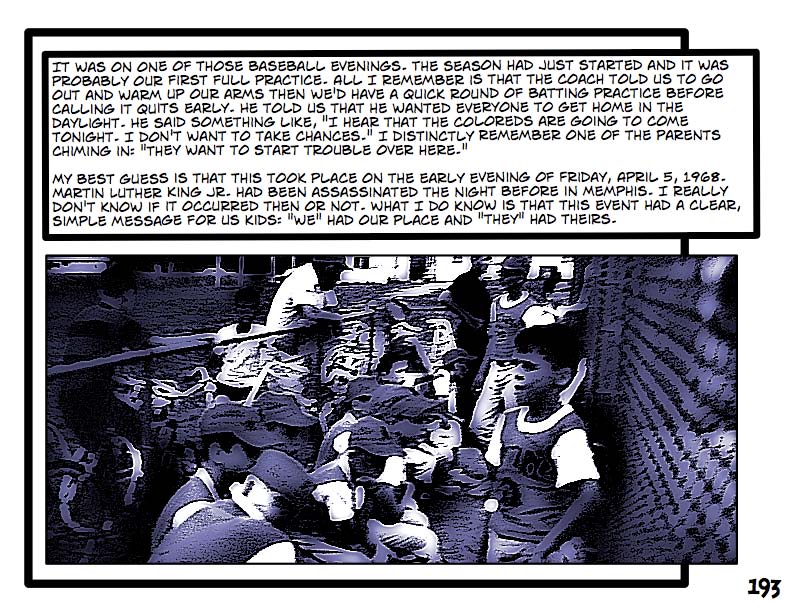 IT WAS ON ONE OF THOSE BASEBALL EVENINGS. THE SEASON HAD JUST STARTED AND IT WAS
PROBABLY OUR FIRST FULL PRACTICE. ALL I REMEMBER IS THAT THE COACH TOLD US TO GO
OUT AND WARM UP OUR ARMS THEN WE'D HAVE A QUICK ROUND OF BATTING PRACTICE BEFORE
CALLING IT QUITS EARLY. HE TOLD US THAT HE WANTED EVERYONE TO GET HOME IN THE
DAYLIGHT. HE SAID SOMETHING LIKE, "I HEAR THAT THE COLOREDS ARE GOING TO COME
TONIGHT. I DON'T WANT TO TAKE CHANCES." I DISTINCTLY REMEMBER ONE OF THE PARENTS
CHIMING IN: "THEY WANT TO START TROUBLE OVER HERE."
MY BEST GUESS IS THAT THIS TOOK PLACE ON THE EARLY EVENING OF FRIDAY, APRIL 5, 1968.
MARTIN LUTHER KING JR. HAD BEEN ASSASSINATED THE NIGHT BEFORE IN MEMPHIS. I REALLY
DON'T KNOW IF IT OCCURRED THEN OR NOT. WHAT I DO KNOW IS THAT THIS EVENT HAD A CLEAR,
SIMPLE MESSAGE FOR US KIDS: "WE" HAD OUR PLACE AND "THEY" HAD THEIRS.
193